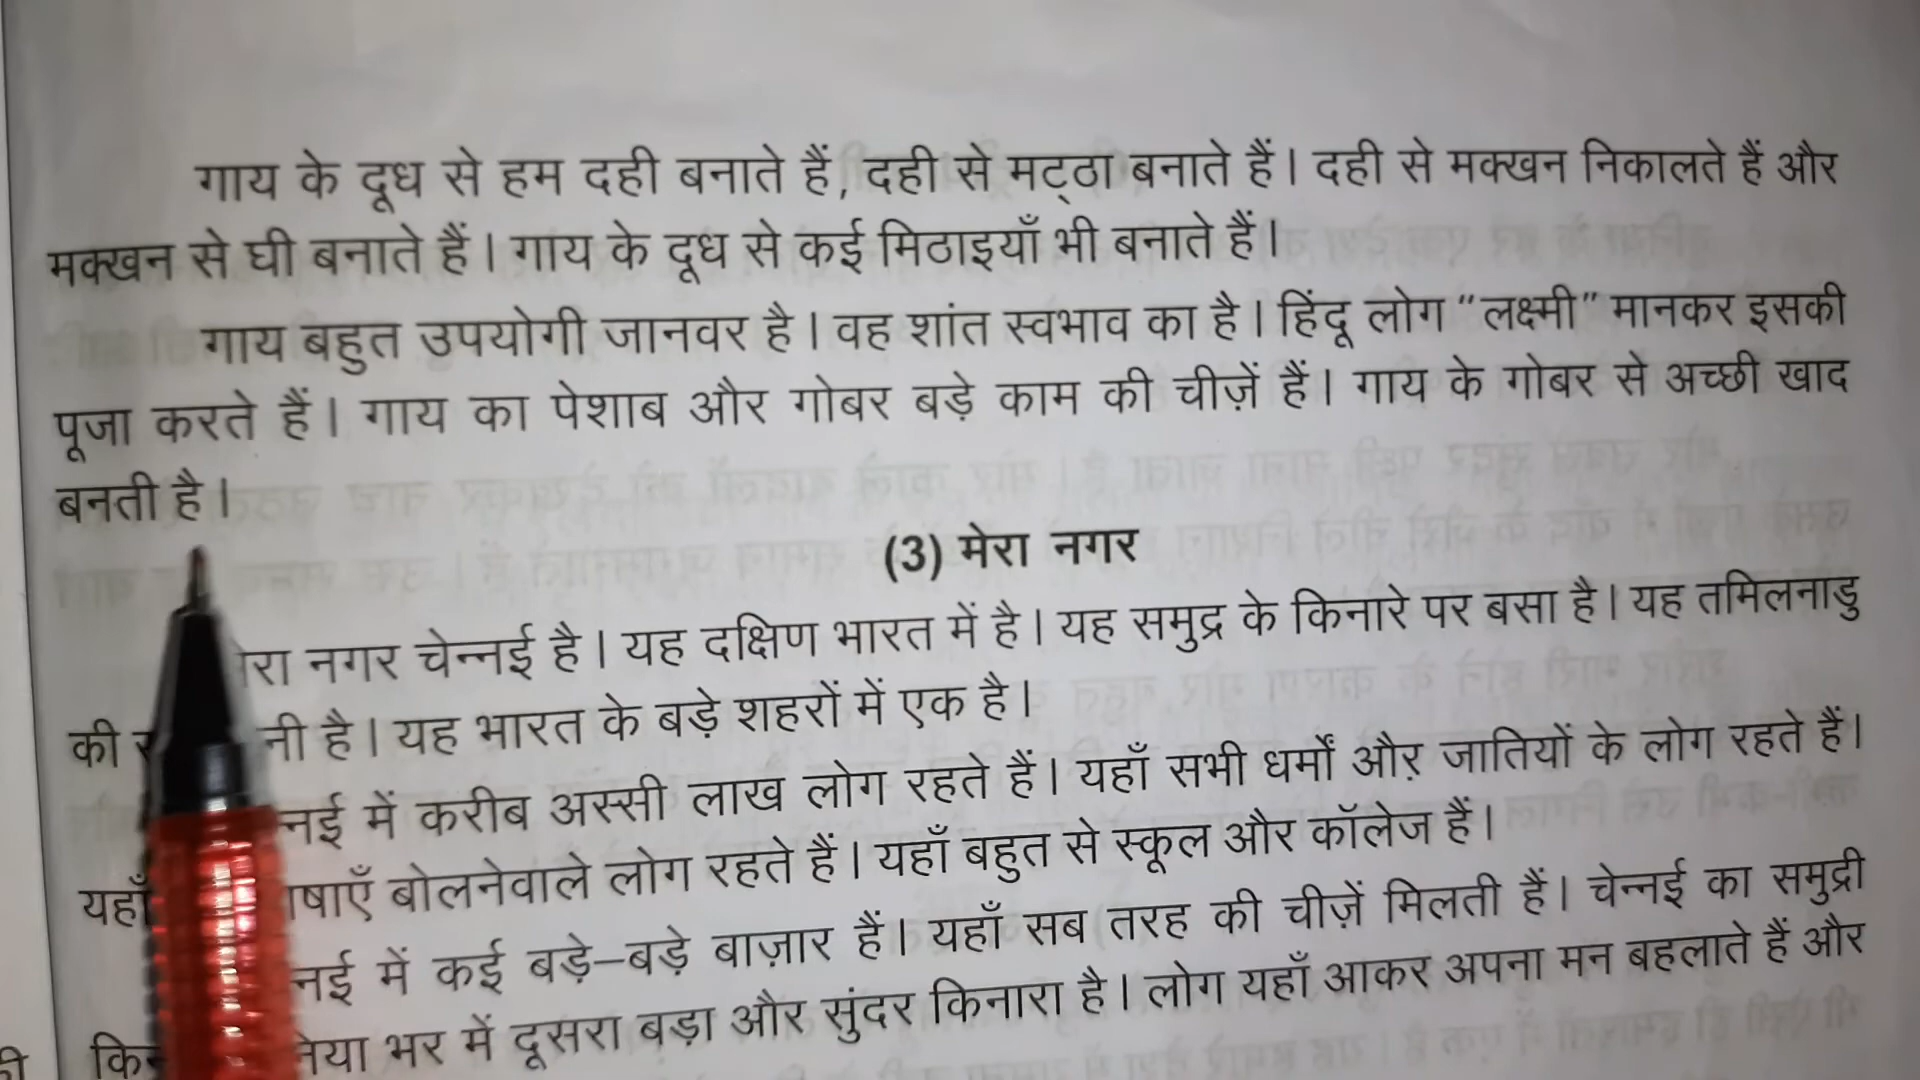 गाय के दूध से हम दही बनाते हैं, दही से मट्ठा बनाते हैं। दही से मक्खन निकालते हैं और
मक्खन से घी बनाते हैं। गाय के दूध से कई मिठाइयाँ भी बनाते हैं।
गाय बहुत उपयोगी जानवर है। वह शांत स्वभाव का है। हिंदू लोग "लक्ष्मी" मानकर इसकी
पूजा करते हैं। गाय का पेशाब और गोबर बड़े काम की चीज़ें हैं। गाय के गोबर से अच्छी खाद
बनती है।
(3) मेरा नगर
नगर चेन्नई है। यह दक्षिण भारत में है। यह समुद्र के किनारे पर बसा है। यह तमिलनाडु
की है। यह भारत के बड़े शहरों में एक है।
में करीब अस्सी लाख लोग रहते हैं। यहाँ सभी धर्मों और जातियों के लोग रहते हैं।
यहाँ बोलनेवाले लोग रहते हैं। यहाँ बहुत से स्कूल और कॉलेज हैं।
में कई बड़े–बड़े बाज़ार हैं। यहाँ सब तरह की चीज़ें मिलती हैं। चेन्नई का समुद्री
भर में दूसरा बड़ा और सुंदर किनारा है। लोग यहाँ आकर अपना मन बहलाते हैं और